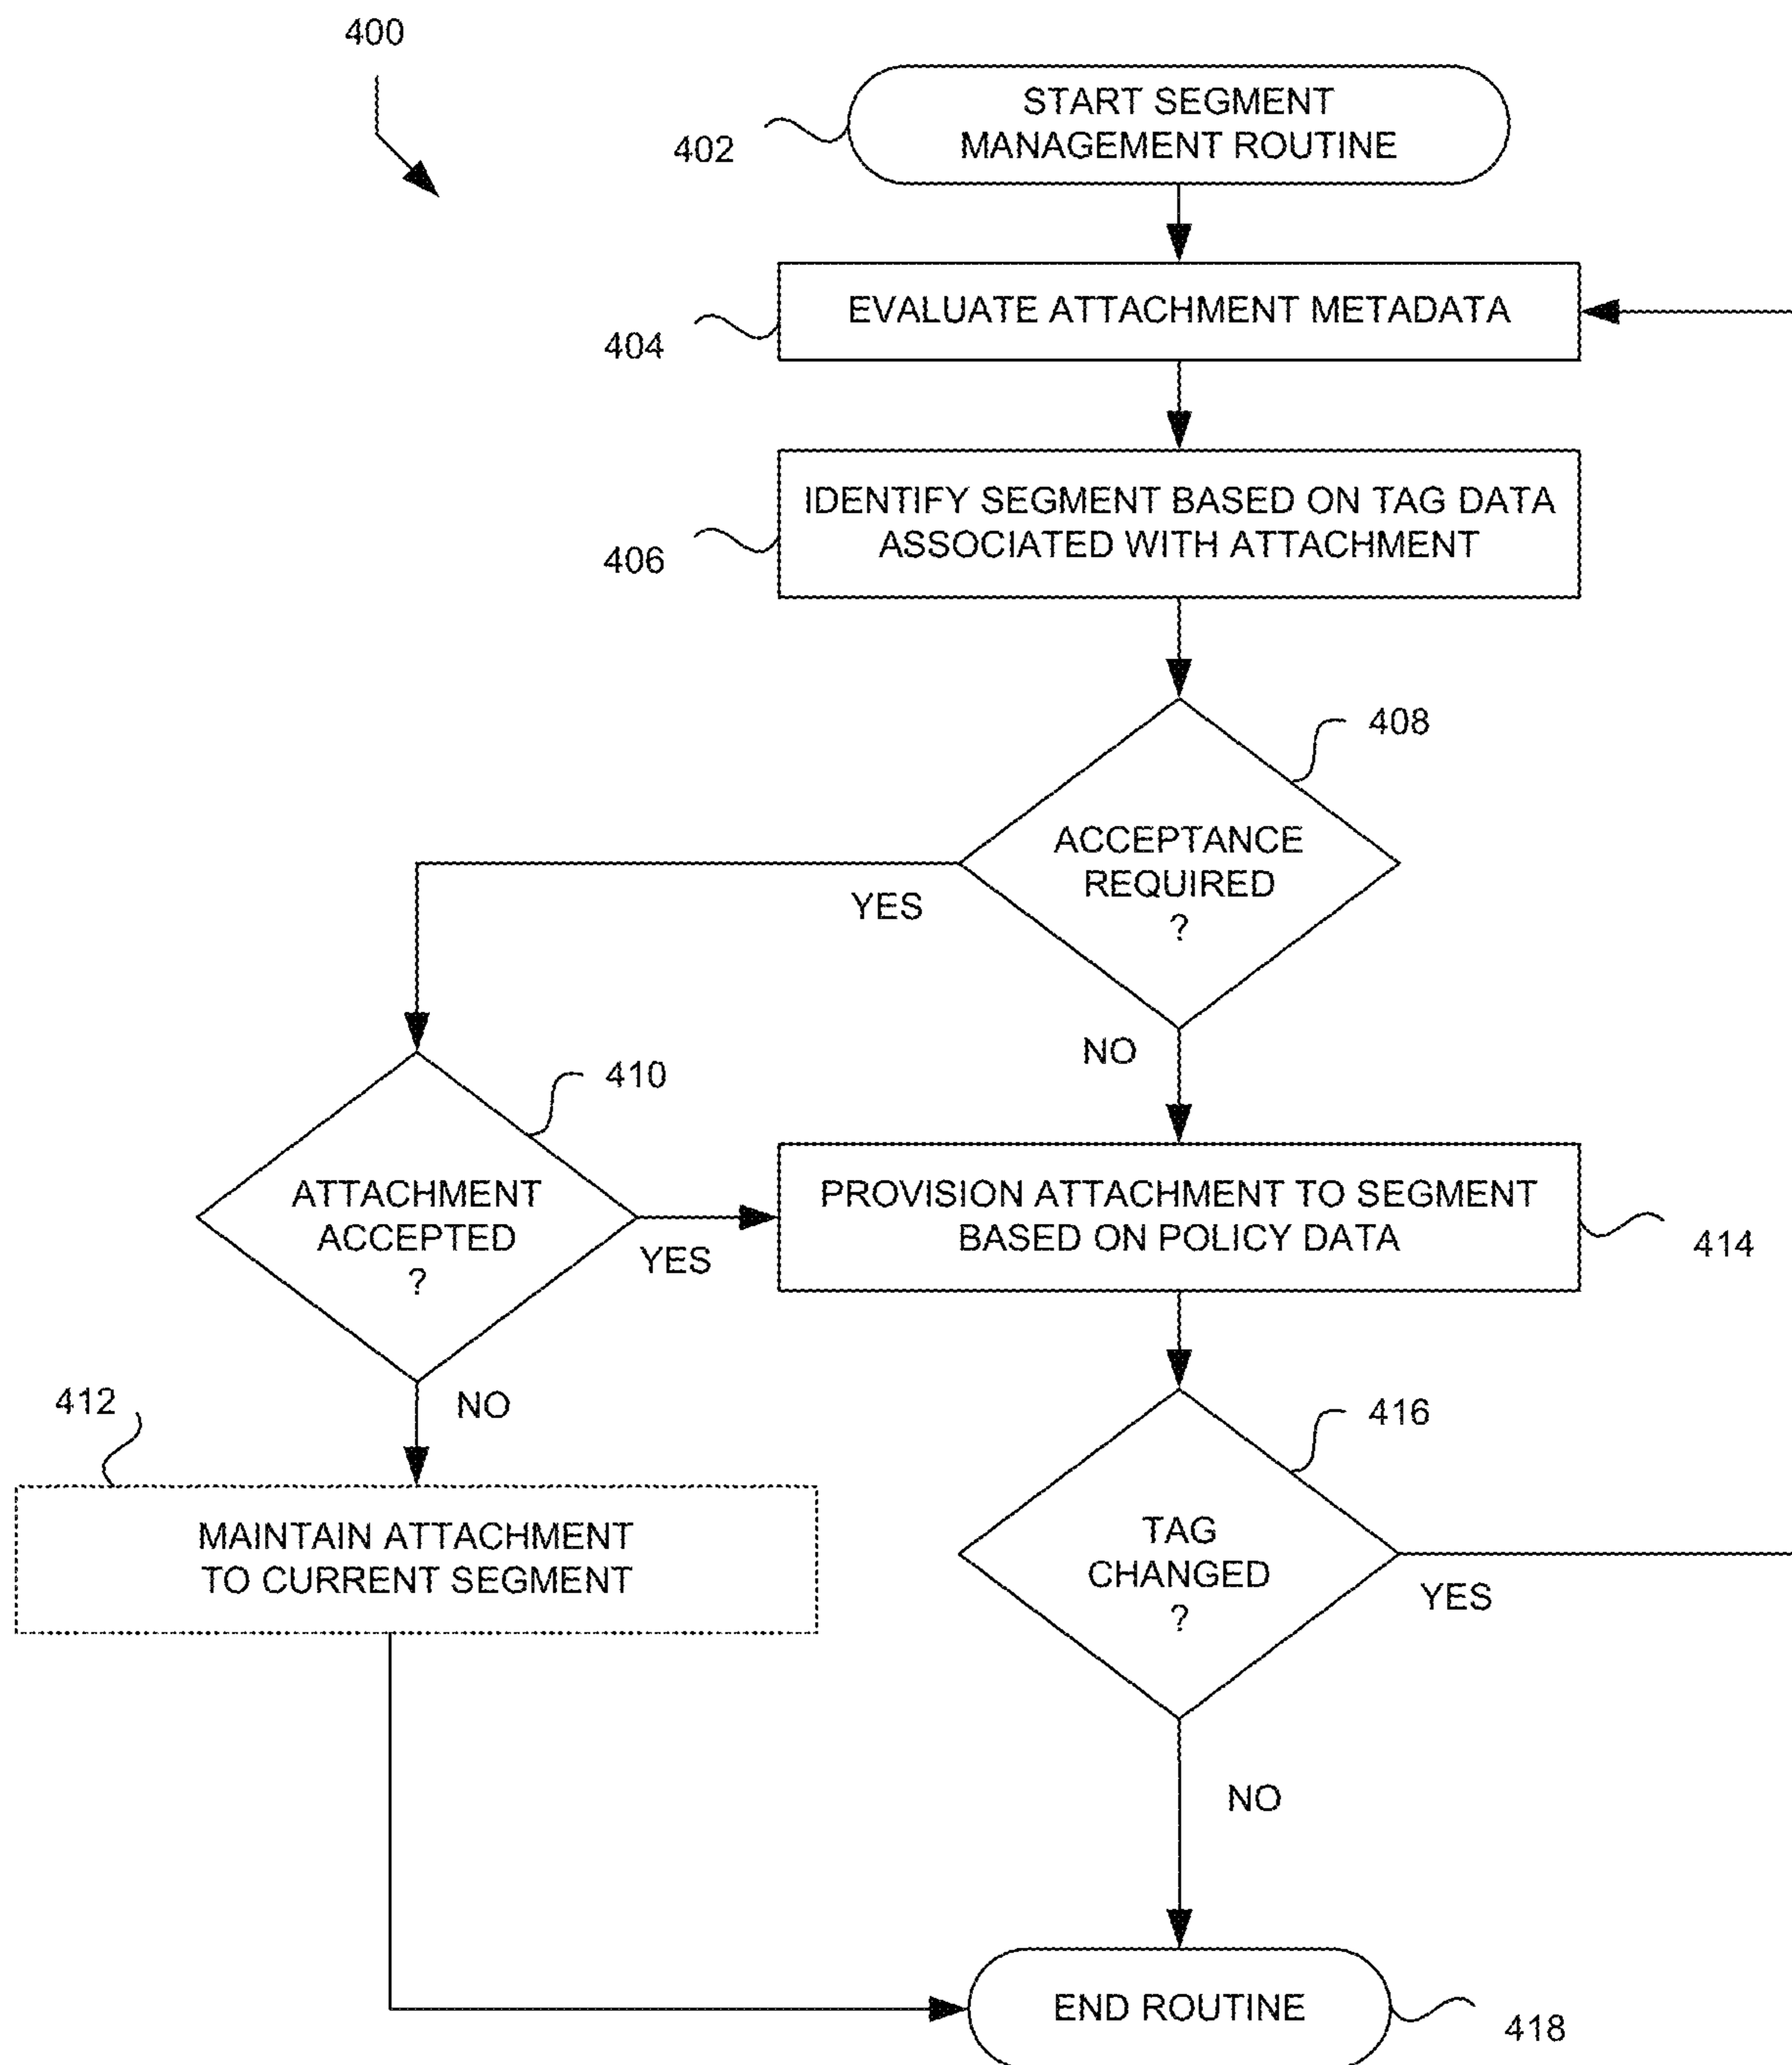 400
START SEGMENT
MANAGEMENT ROUTINE
402
EVALUATE ATTACHMENT METADATA
404
IDENTIFY SEGMENT BASED ON TAG DATA
ASSOCIATED WITH ATTACHMENT
406
408
ACCEPTANCE
REQUIRED
?
YES
NO
410
ATTACHMENT
ACCEPTED
?
YES
NO
PROVISION ATTACHMENT TO SEGMENT
BASED ON POLICY DATA
414
412
MAINTAIN ATTACHMENT
TO CURRENT SEGMENT
416
TAG
CHANGED
?
YES
NO
END ROUTINE
418